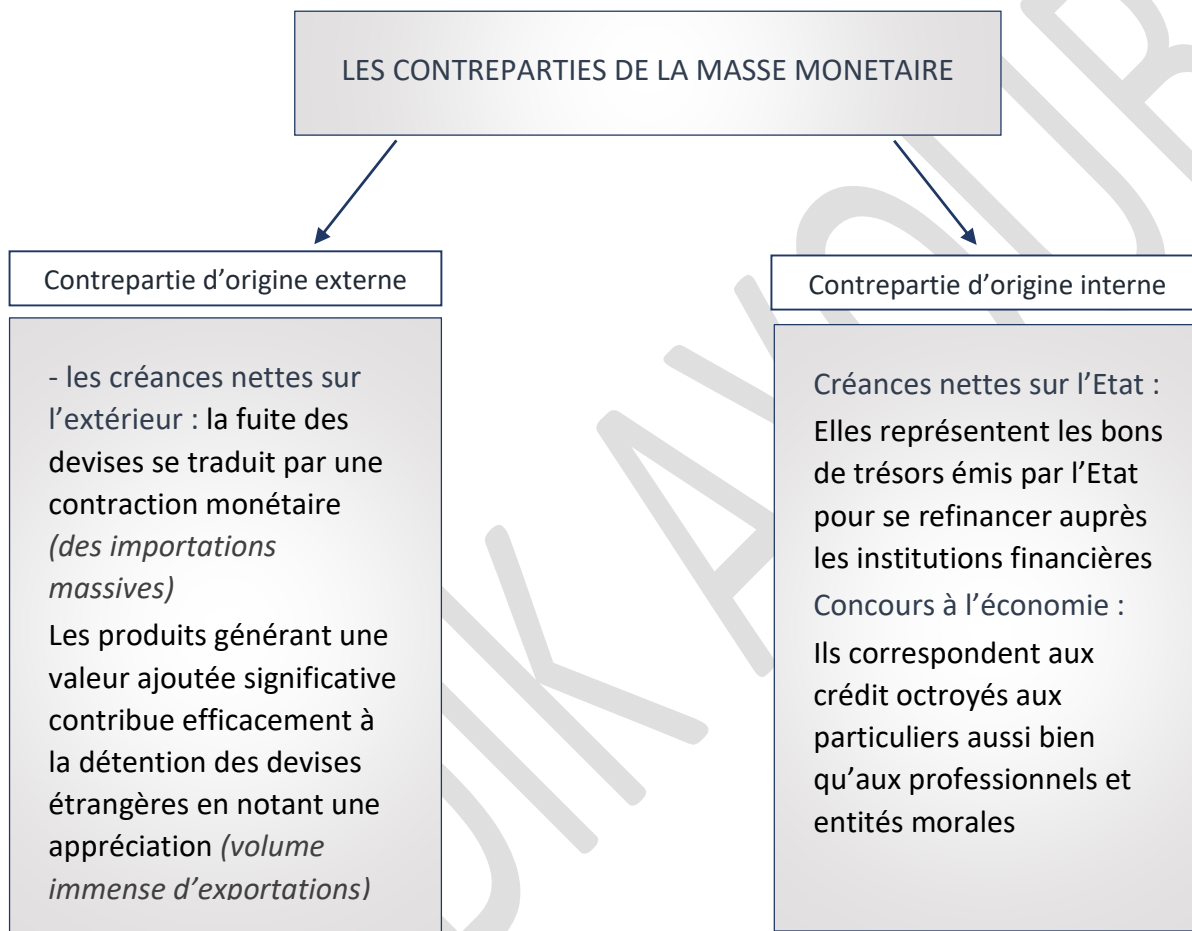 LES CONTREPARTIES DE LA MASSE MONETAIRE
Contrepartie d’origine externe
- les créances nettes sur
l’extérieur : la fuite des
devises se traduit par une
contraction monétaire
(des importations
massives)
Les produits générant une
valeur ajoutée significative
contribue efficacement à
la détention des devises
étrangères en notant une
appréciation (volume
immense d’exportations)
Contrepartie d’origine interne
Créances nettes sur l’Etat :
Elles représentent les bons
de trésors émis par l’Etat
pour se refinancer auprès
les institutions financières
Concours à l’économie :
Ils correspondent aux
crédit octroyés aux
particuliers aussi bien
qu’aux professionnels et
entités morales